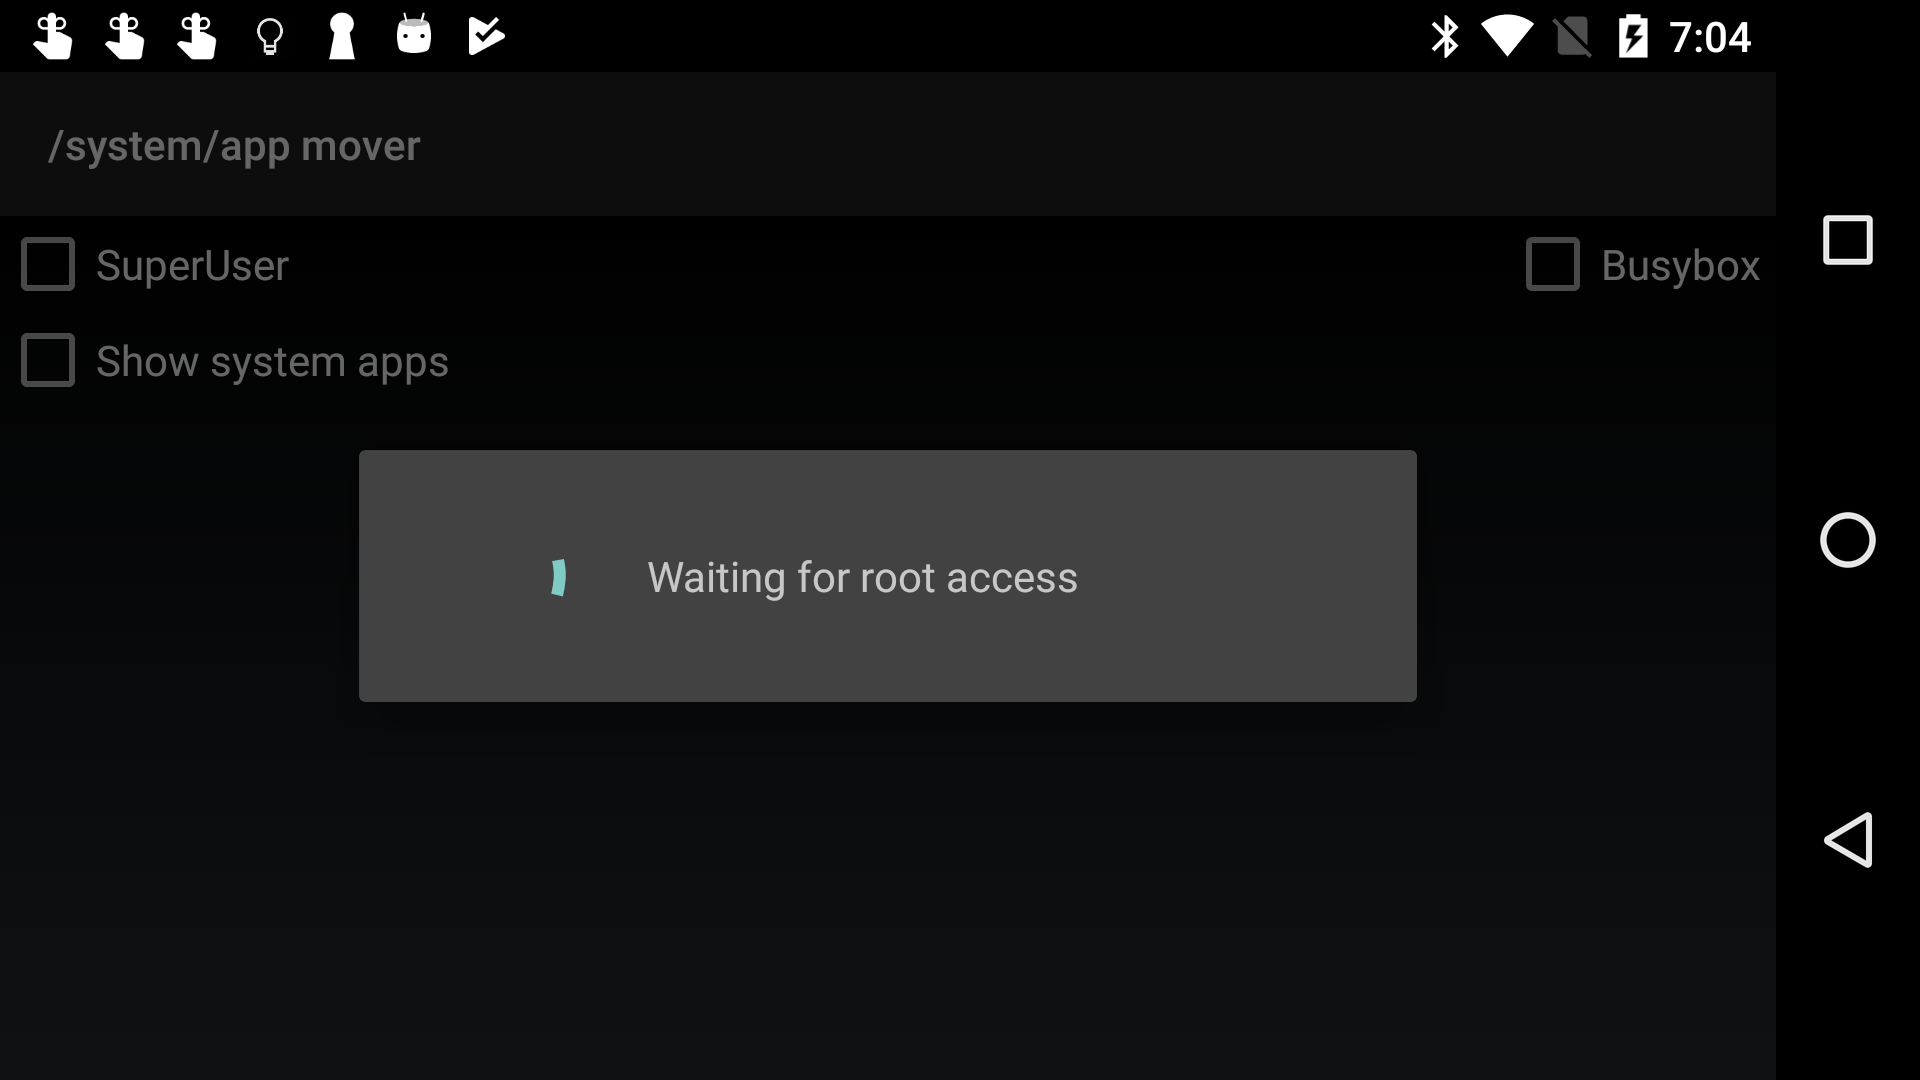 7:04
/system/app mover
SuperUser
Busybox
Show system apps
Waiting for root access